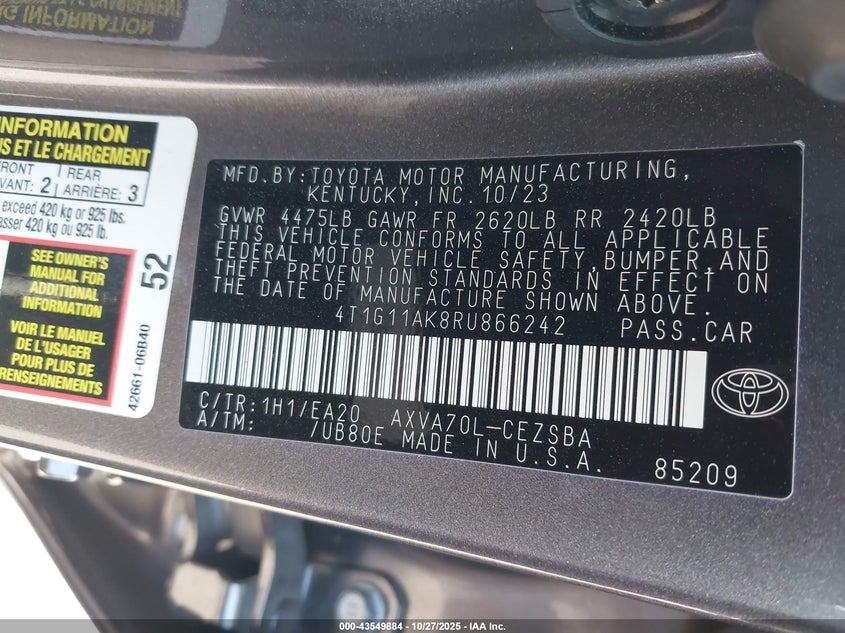 G INFORMATION
INFORMATION
US ET LE CHARGEMENT
FRONT
AVANT: 2
REAR
ARRIÈRE: 3
exceed 420 kg or 925 lbs.
asser 420 kg ou 925 lb.
SEE OWNER'S
MANUAL FOR
ADDITIONAL
INFORMATION
VOIR LE MANUEL
DE L'USAGER
POUR PLUS DE
RENSEIGNEMENTS
52
42661-06B40
MFD.BY:TOYOTA MOTOR MANUFACTURING,
KENTUCKY,INC.10/23
GVWR 4475LB GAWR FR 2620LB RR 2420LB
THIS VEHICLE CONFORMS TO ALL APPLICABLE
FEDERAL MOTOR VEHICLE SAFETY,BUMPER,AND
THEFT PREVENTION STANDARDS IN EFFECT ON
THE DATE OF MANUFACTURE SHOWN ABOVE.
4T1G11AK8RU866242 PASS.CAR
C/TR:1H1/EA20 AXVA70L-CEZSBA
A/TM: /UB80E MADE IN U.S.A.
85209
000-43549884 | 10/27/2025 - IAA Inc.